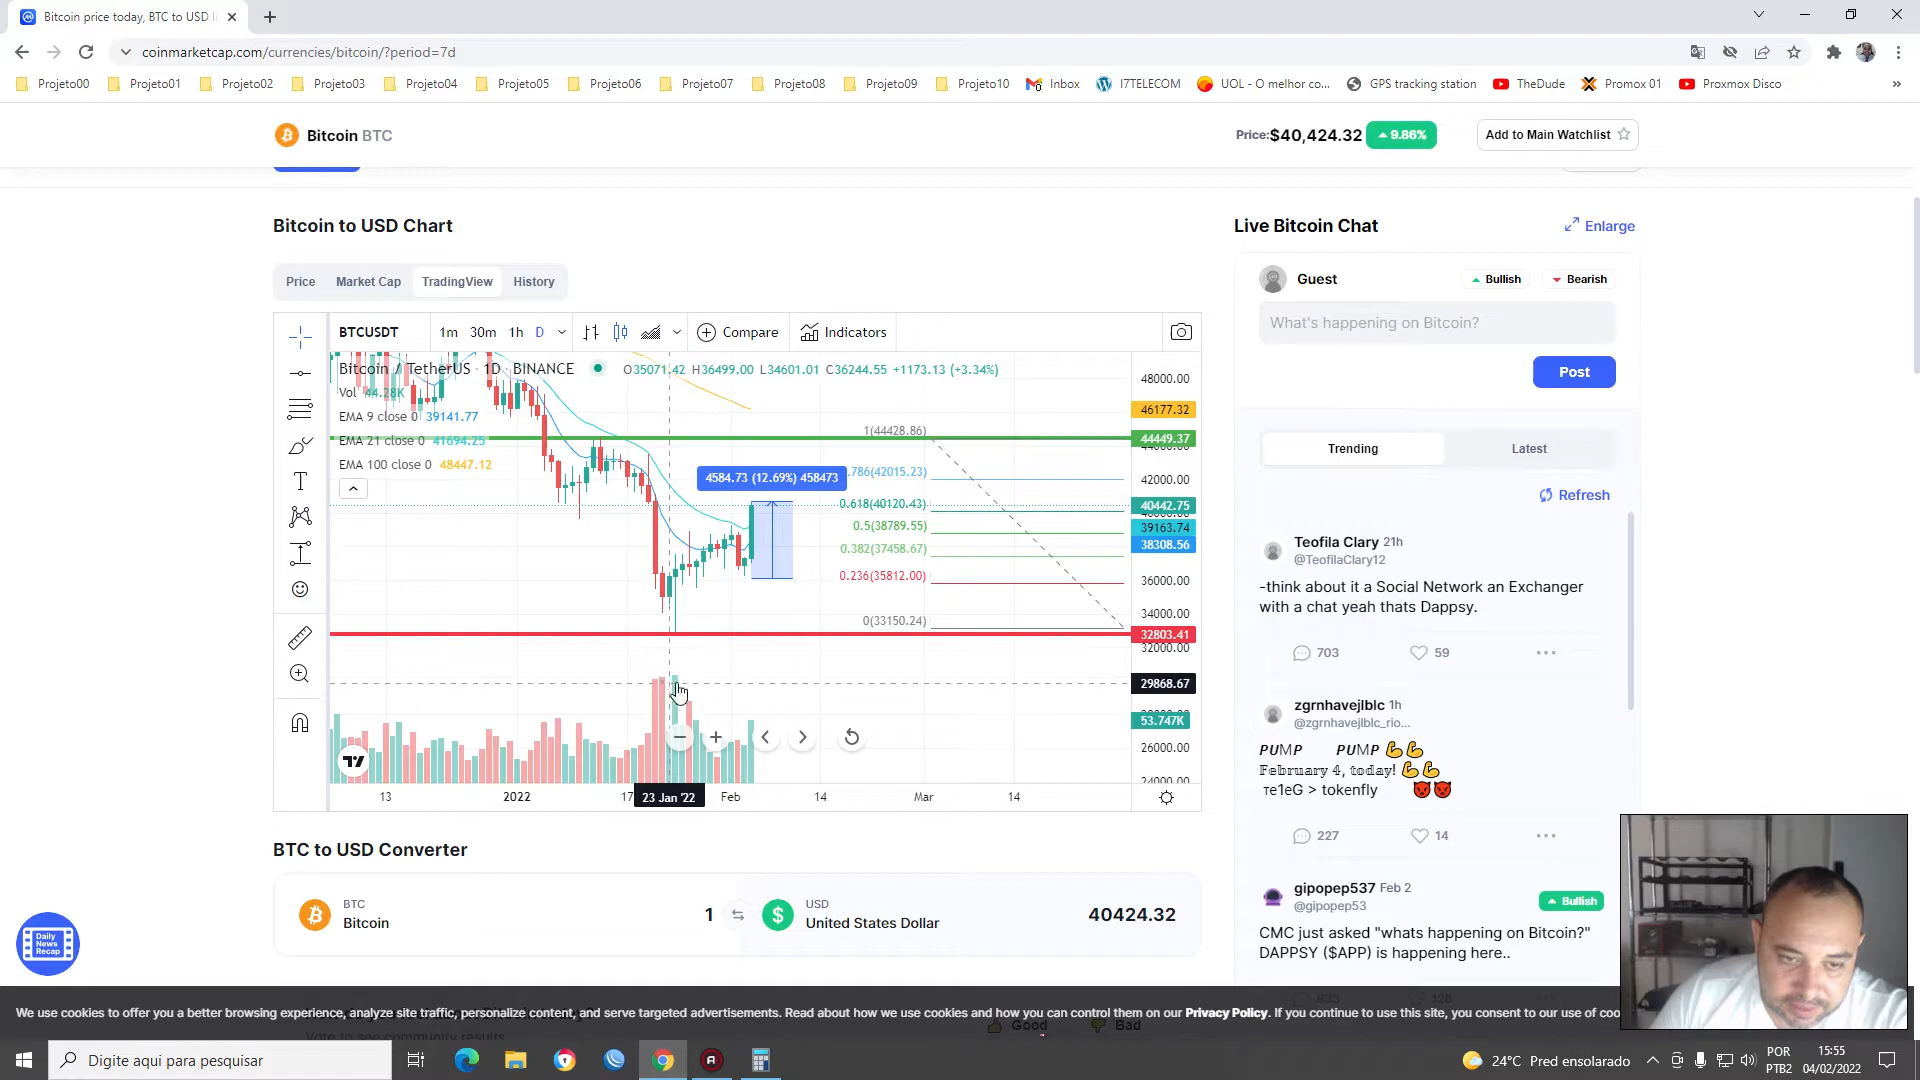 Bitcoin price today, BTC to USD li
coinmarketcap.com/currencies/bitcoin/?period=7d
Projeto00 Projeto01 Projeto02 Projeto03 Projeto04 Projeto05 Projeto06 Projeto07 Projeto08 Projeto09 Projeto10 Inbox I7TELECOM UOL - O melhor co... GPS tracking station TheDude Promox 01 Proxmox Disco »
Bitcoin BTC
Price:$40,424.32 9.86% Add to Main Watchlist
Bitcoin to USD Chart
Price Market Cap TradingView History
BTCUSDT 1m 30m 1h D Compare Indicators
Bitcoin / TetherUS · 1D · BINANCE O35071.42 H36499.00 L34601.01 C36244.55 +1173.13 (+3.34%)
Vol 44.28K
EMA 9 close 0 39141.77
EMA 21 close 0 41694.25
EMA 100 close 0 48447.12
4584.73 (12.69%) 458473
1(44428.86)
.786(42015.23)
0.618(40120.43)
0.5(38789.55)
0.382(37458.67)
0.236(35812.00)
0(33150.24)
48000.00
46177.32
44449.37
42000.00
40442.75
39163.74
38308.56
36000.00
34000.00
32803.41
32000.00
29868.67
53.747K
26000.00
24000.00
13 2022 17 23 Jan '22 Feb 14 Mar 14
BTC to USD Converter
BTC
Bitcoin
1
USD
United States Dollar
40424.32
Live Bitcoin Chat
Enlarge
Guest
Bullish Bearish
What's happening on Bitcoin?
Post
Trending Latest
Refresh
Teofila Clary 21h
@TeofilaClary12
-think about it a Social Network an Exchanger
with a chat yeah thats Dappsy.
703 59
zgrnhavejlblc 1h
@zgrnhavejlblc_rio...
PUMP PUMP 💪💪
February 4, today! 💪💪
тe1eG > tokenfly 👿👿
227 14
gipopep537 Feb 2
@gipopep53
Bullish
CMC just asked "whats happening on Bitcoin?"
DAPPSY ($APP) is happening here..
Daily
News
Recap
We use cookies to offer you a better browsing experience, analyze site traffic, personalize content, and serve targeted advertisements. Read about how we use cookies and how you can control them on our Privacy Policy. If you continue to use this site, you consent to our use of coo
Vote to see community results
Good Bad
Digite aqui para pesquisar
24°C Pred ensolarado
POR
PTB2
15:55
04/02/2022